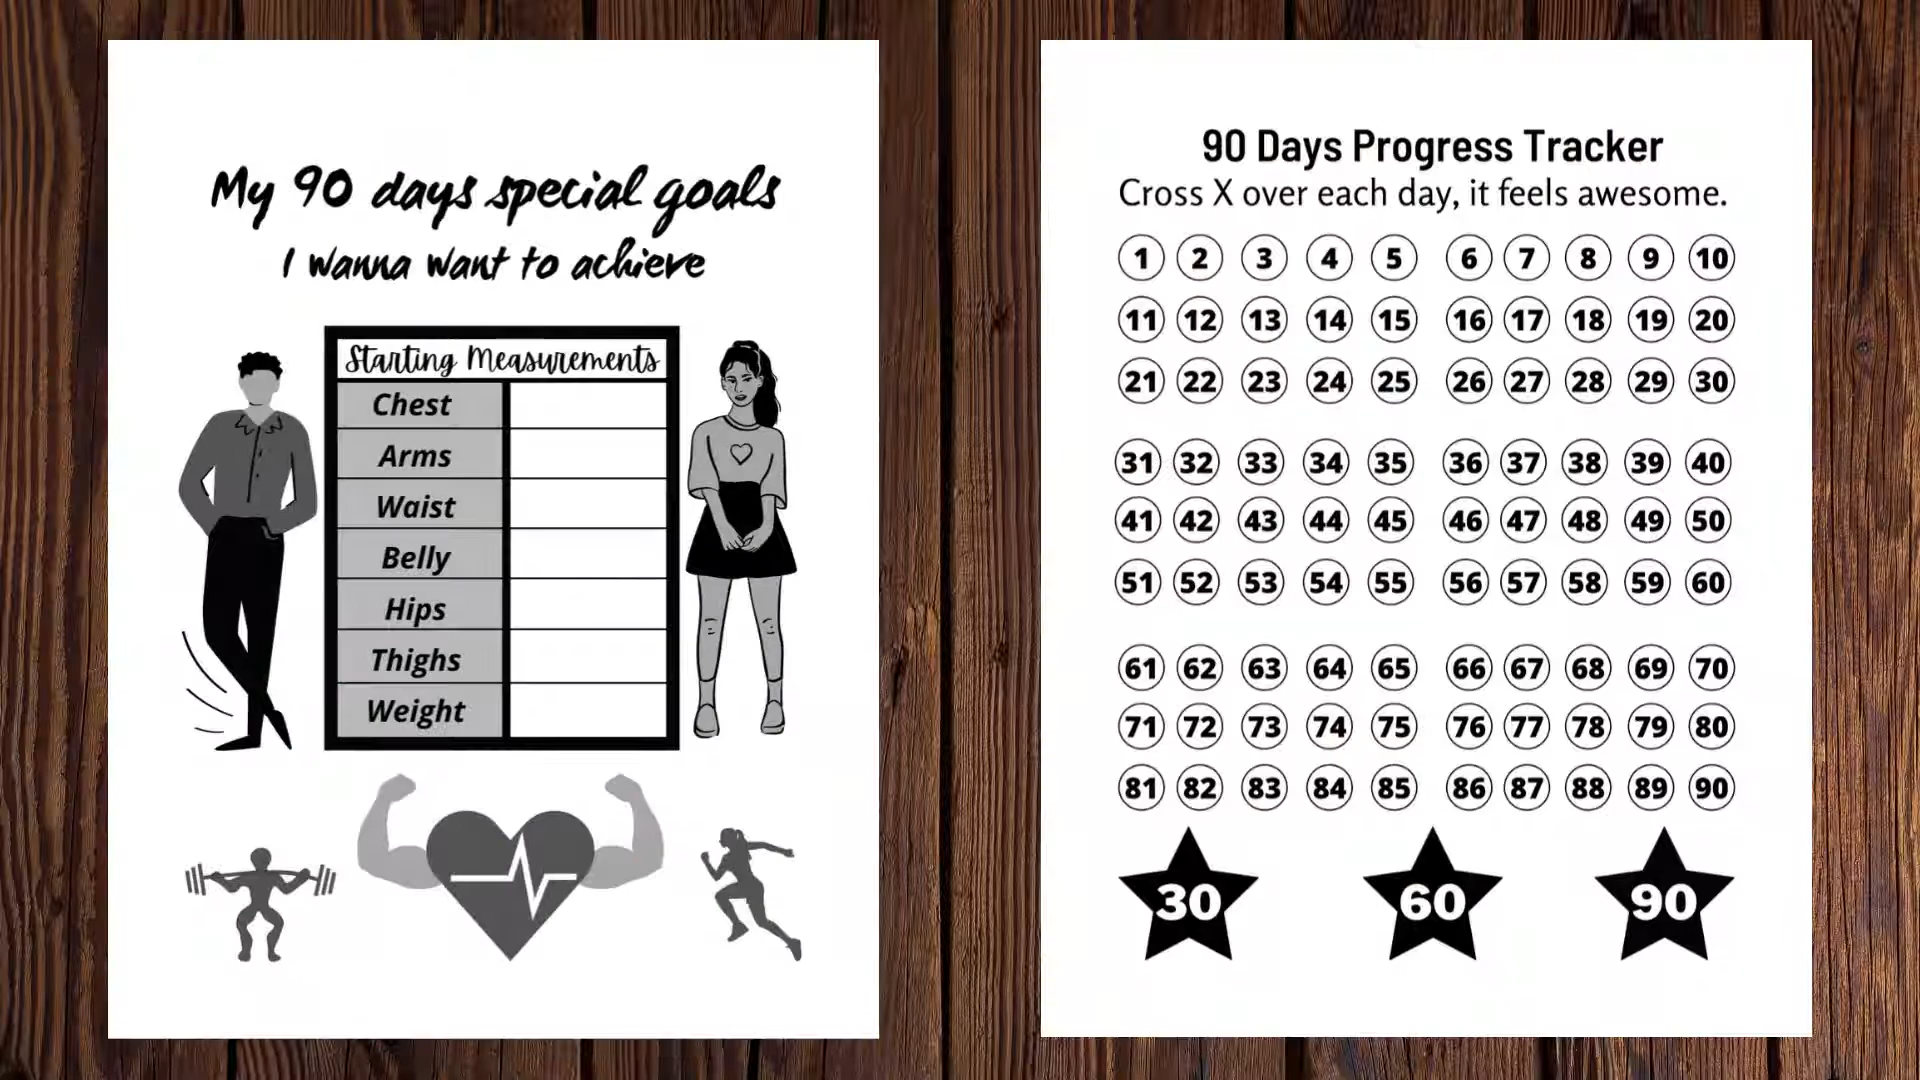 My 90 days special goals
I wanna want to achieve
Starting Measurements
Chest
Arms
Waist
Belly
Hips
Thighs
Weight
90 Days Progress Tracker
Cross X over each day, it feels awesome.
1 2 3 4 5 6 7 8 9 10
11 12 13 14 15 16 17 18 19 20
21 22 23 24 25 26 27 28 29 30
31 32 33 34 35 36 37 38 39 40
41 42 43 44 45 46 47 48 49 50
51 52 53 54 55 56 57 58 59 60
61 62 63 64 65 66 67 68 69 70
71 72 73 74 75 76 77 78 79 80
81 82 83 84 85 86 87 88 89 90
30 60 90